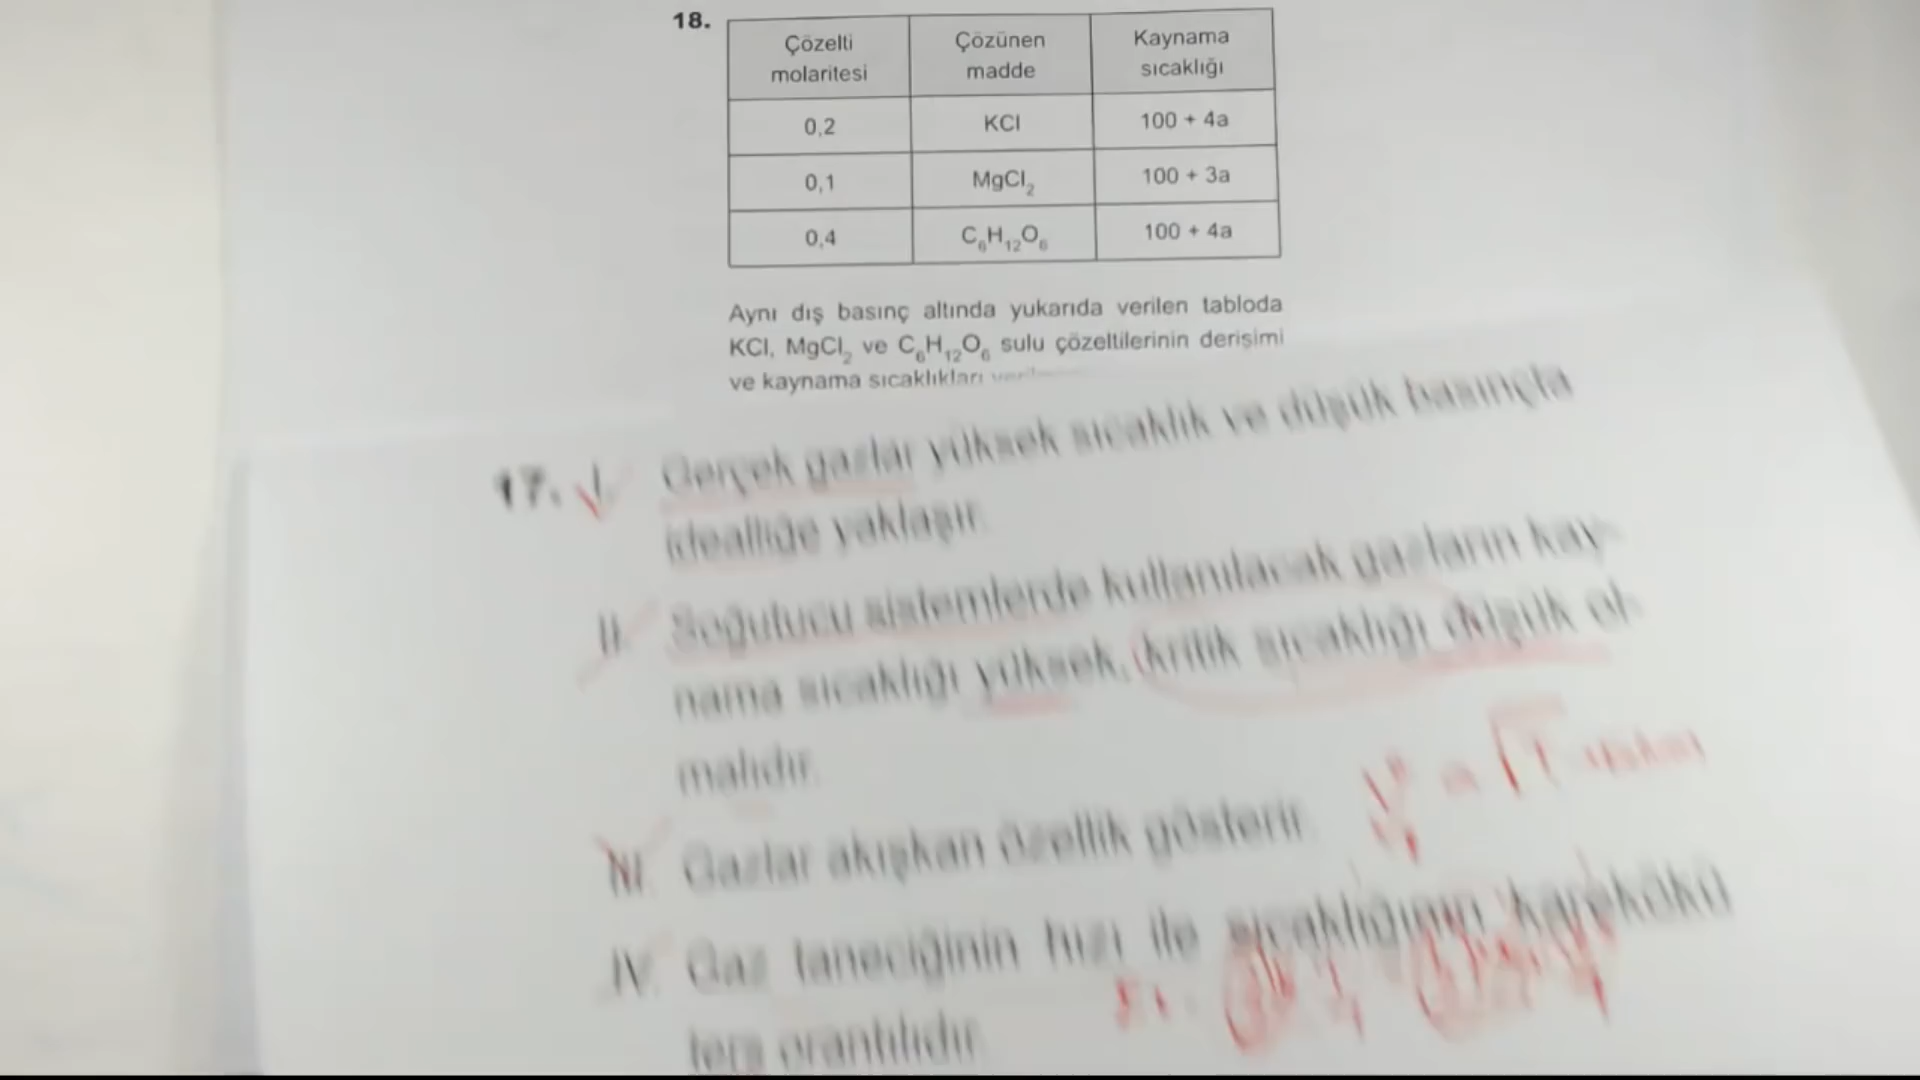 18.
Çözelti molaritesi
Çözünen madde
Kaynama sıcaklığı
0,2 KCl 100 + 4a
0,1 MgCl₂ 100 + 3a
0,4 C₆H₁₂O₆ 100 + 4a
Aynı dış basınç altında yukarıda verilen tabloda
KCl, MgCl₂ ve C₆H₁₂O₆ sulu çözeltilerinin derişimi
ve kaynama sıcaklıkları
17. I. Gerçek gazlar yüksek sıcaklık ve düşük basınçta
idealliğe yaklaşır.
II. Soğutucu sistemlerde kullanılacak gazların kay-
nama sıcaklığı yüksek, kritik sıcaklığı düşük ol-
malıdır.
III. Gazlar akışkan özellik gösterir.
IV. Gaz taneciğinin hızı ile sıcaklığının karekökü
ters orantılıdır.